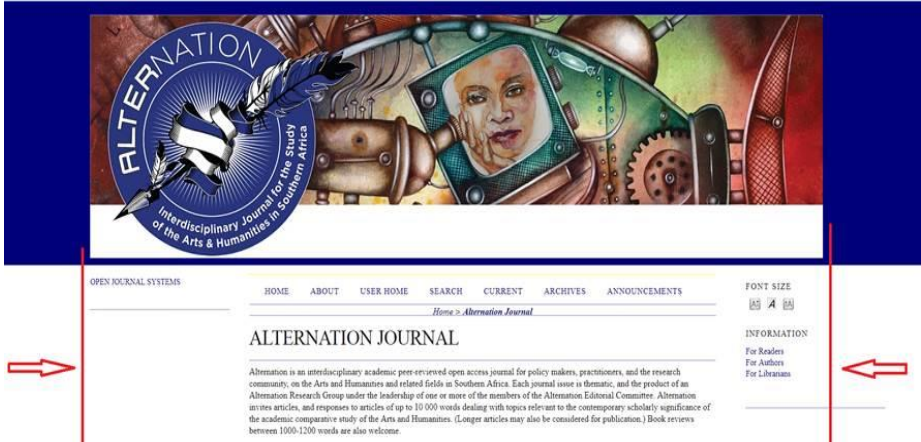 ALTERNATION
Interdisciplinary Journal for the Study
of the Arts & Humanities in Southern Africa
OPEN JOURNAL SYSTEMS
HOME ABOUT USER HOME SEARCH CURRENT ARCHIVES ANNOUNCEMENTS
Home > Alternation Journal
ALTERNATION JOURNAL
Alternation is an interdisciplinary academic peer-reviewed open access journal for policy makers, practitioners, and the research
community, on the Arts and Humanities and related fields in Southern Africa. Each journal issue is thematic, and the product of an
Alternation Research Group under the leadership of one or more of the members of the Alternation Editorial Committee. Alternation
invites articles, and responses to articles of up to 10 000 words dealing with topics relevant to the contemporary scholarly significance of
the academic comparative study of the Arts and Humanities. (Longer articles may also be considered for publication.) Book reviews
between 1000-1200 words are also welcome.
FONT SIZE
A A A
INFORMATION
For Readers
For Authors
For Librarians